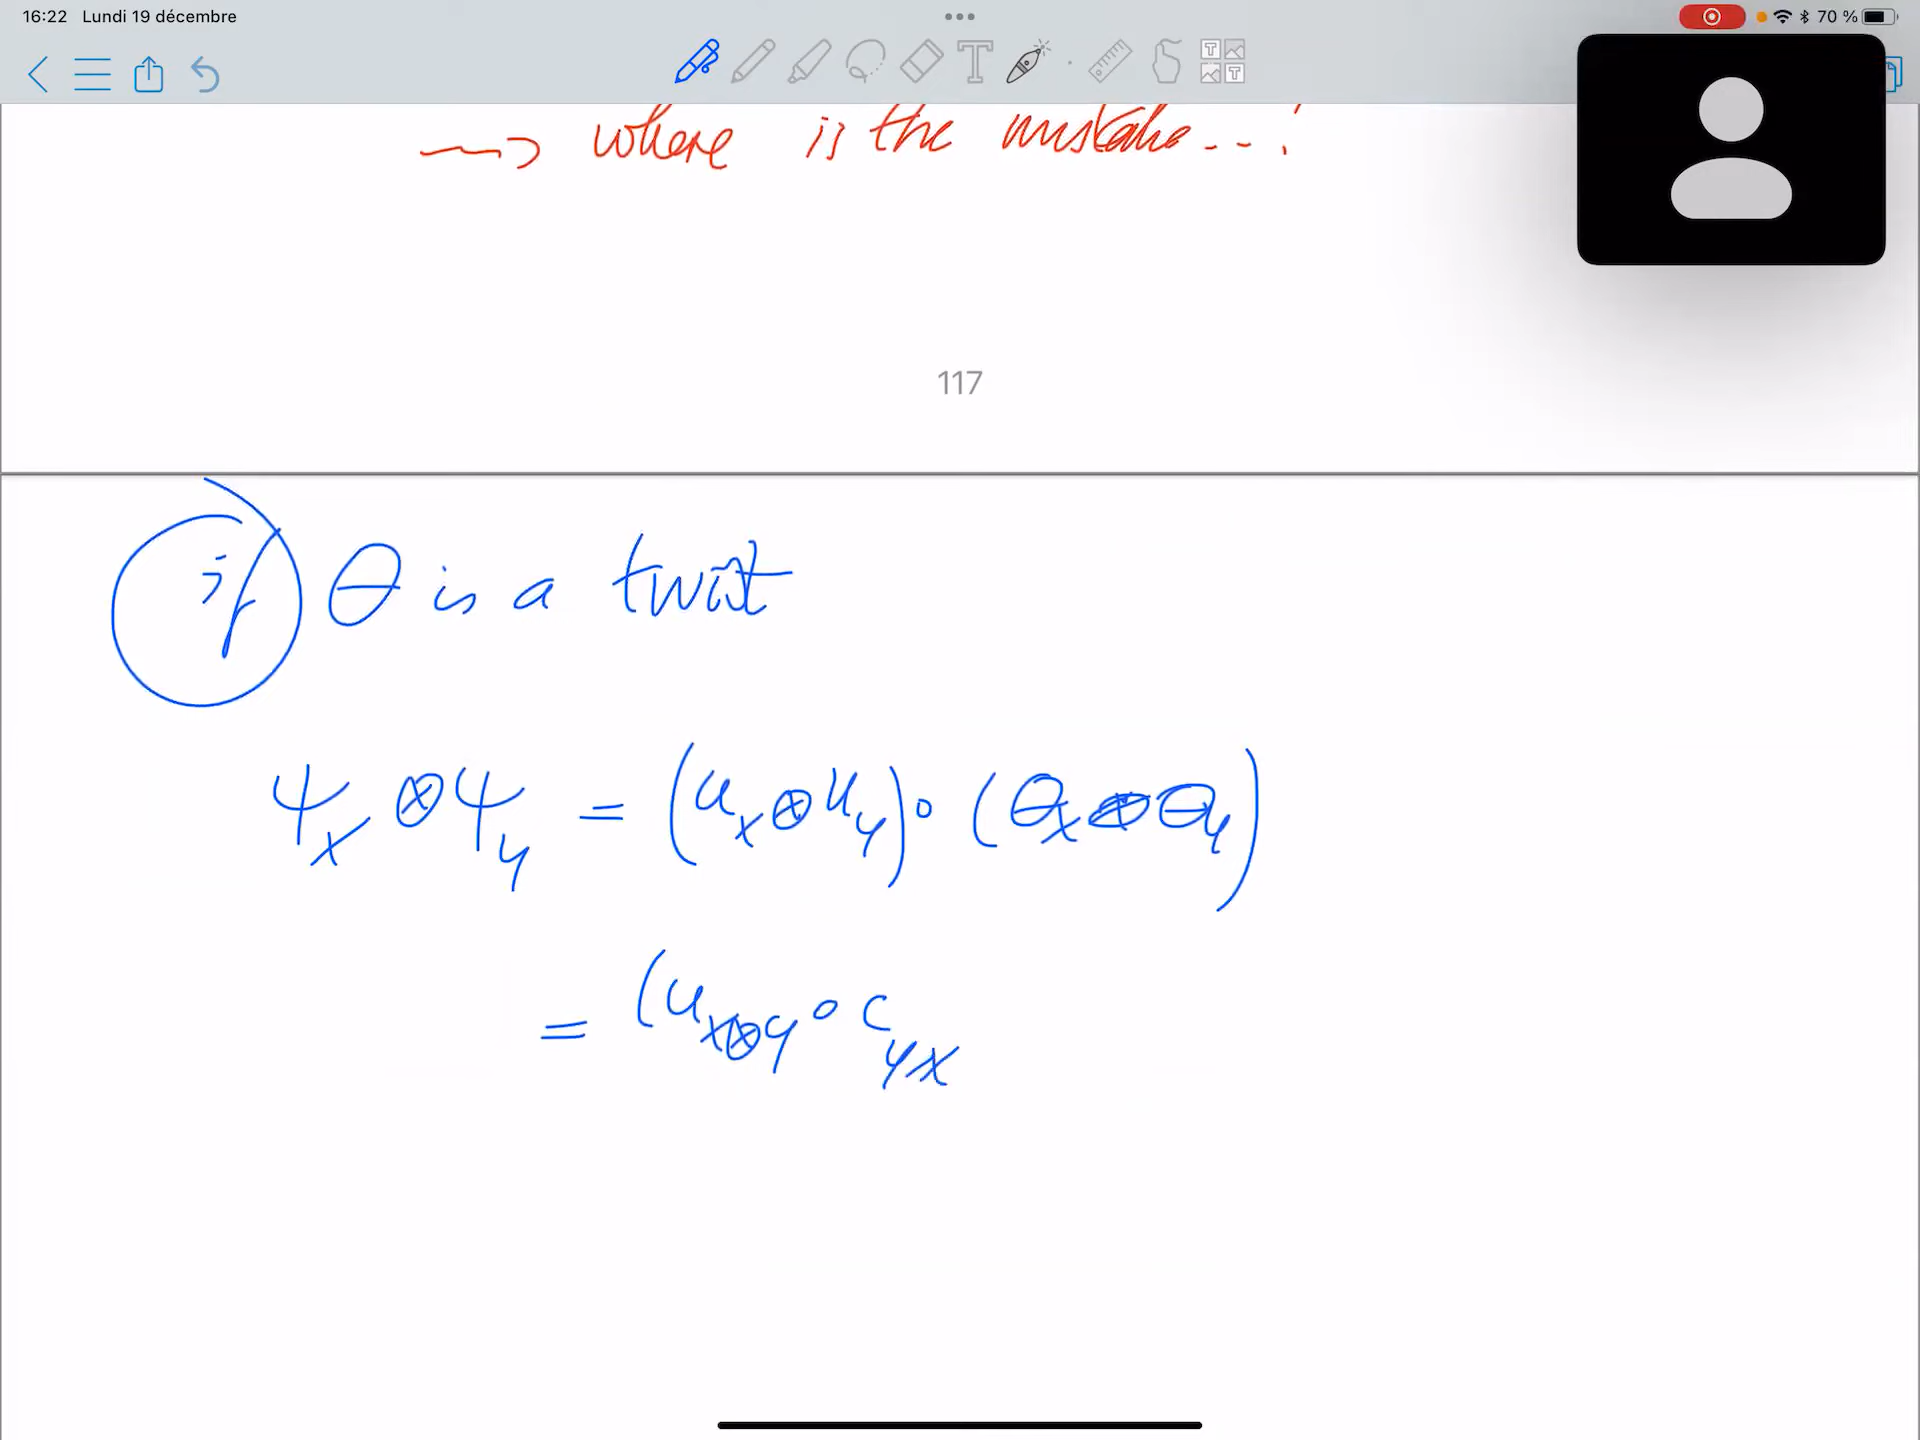 16:22 Lundi 19 décembre
70 %
⇝ where is the mistake...!
117
if θ is a twist
ψ_x ⊗ ψ_y = (u_x ⊗ u_y) ∘ (θ_x ⊗ θ_y)
= (u_{x⊗y} ∘ c_{yx}